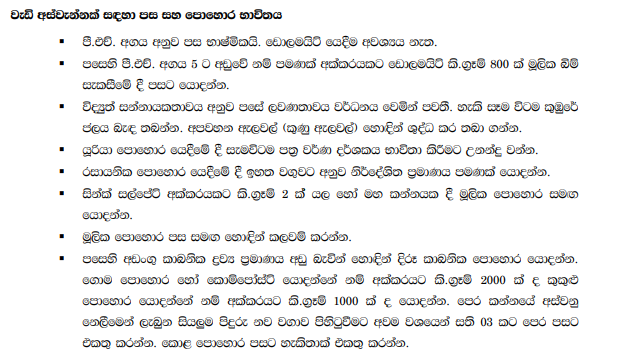 වැඩි අස්වැන්නක් සඳහා පස සහ පොහොර භාවිතය
▪ පී.එච්. අගය අනුව පස භාෂ්මිකයි. ඩොලමයිට් යෙදීම අවශ්‍යය නැත.
▪ පසෙහි පී.එච්. අගය 5 ට අඩුවේ නම් පමණක් අක්කරයකට ඩොලමයිට් කි.ග්‍රෑම් 800 ක් මූලික බිම්
සැකසීමේ දී පසට යොදන්න.
▪ විද්‍යුත් සන්නායකතාවය අනුව පසේ ලවණතාවය වර්ධනය වෙමින් පවතී. හැකි සෑම විටම කුඹුරේ
ජලය බැඳ තබන්න. අපවහන ඇලවල් (කුණු ඇලවල්) හොඳින් ශුද්ධ කර තබා ගන්න.
▪ යූරියා පොහොර යෙදීමේ දී සැමවිටම පත්‍ර වර්ණ දර්ශකය භාවිතා කිරීමට උනන්දු වන්න.
▪ රසායනික පොහොර යෙදීමේ දී ඉහත වගුවට අනුව නිර්දේශිත ප්‍රමාණය පමණක් යොදන්න.
▪ සින්ක් සල්පේට් අක්කරයකට කි.ග්‍රෑම් 2 ක් යල හෝ මහ කන්නයක දී මූලික පොහොර සමඟ
යොදන්න.
▪ මූලික පොහොර පස සමඟ හොඳින් කලවම් කරන්න.
▪ පසෙහි අඩංගු කාබනික ද්‍රව්‍ය ප්‍රමාණය අඩු බැවින් හොඳින් දිරූ කාබනික පොහොර යොදන්න.
ගොම පොහොර හෝ කොම්පෝස්ට් යොදන්නේ නම් අක්කරයට කි.ග්‍රෑම් 2000 ක් ද කුකුළු
පොහොර යොදන්නේ නම් අක්කරයට කි.ග්‍රෑම් 1000 ක් ද යොදන්න. පෙර කන්නයේ අස්වනු
නෙලීමෙන් ලැබුන සියලුම පිදුරු නව වගාව පිහිටුවීමට අවම වශයෙන් සති 03 කට පෙර පසට
එකතු කරන්න. කොළ පොහොර පසට හැකිතාක් එකතු කරන්න.